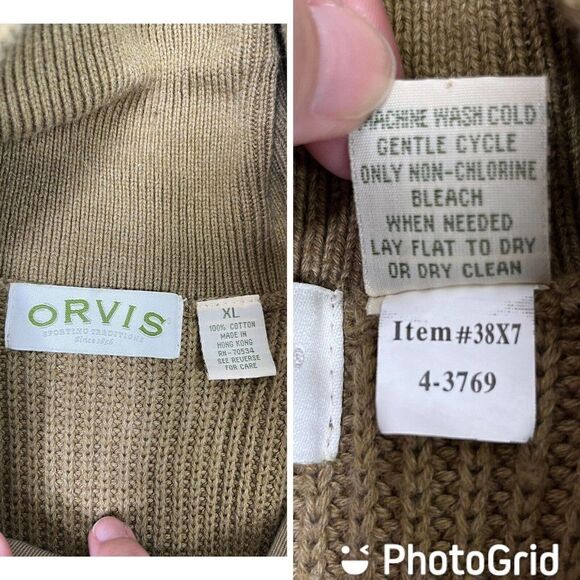 ORVIS
SPORTING TRADITIONS
Since 1856
XL
100% COTTON
MADE IN
HONG KONG
RN-70534
SEE REVERSE
FOR CARE
MACHINE WASH COLD
GENTLE CYCLE
ONLY NON-CHLORINE
BLEACH
WHEN NEEDED
LAY FLAT TO DRY
OR DRY CLEAN
Item#38X7
4-3769
PhotoGrid